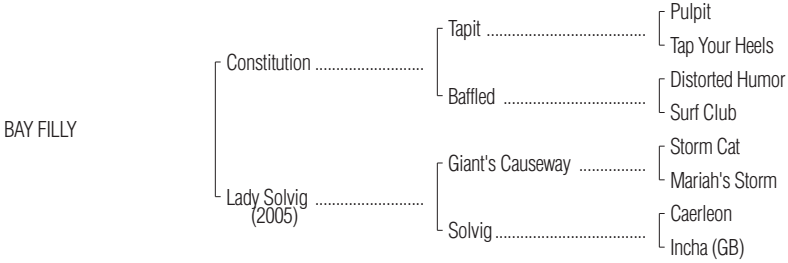 Pulpit
Tapit ......................................
Tap Your Heels
Constitution ..........................
Distorted Humor
Baffled ..................................
Surf Club
BAY FILLY
Storm Cat
Giant's Causeway ................
Mariah's Storm
Lady Solvig ..........................
(2005)
Caerleon
Solvig....................................
Incha (GB)